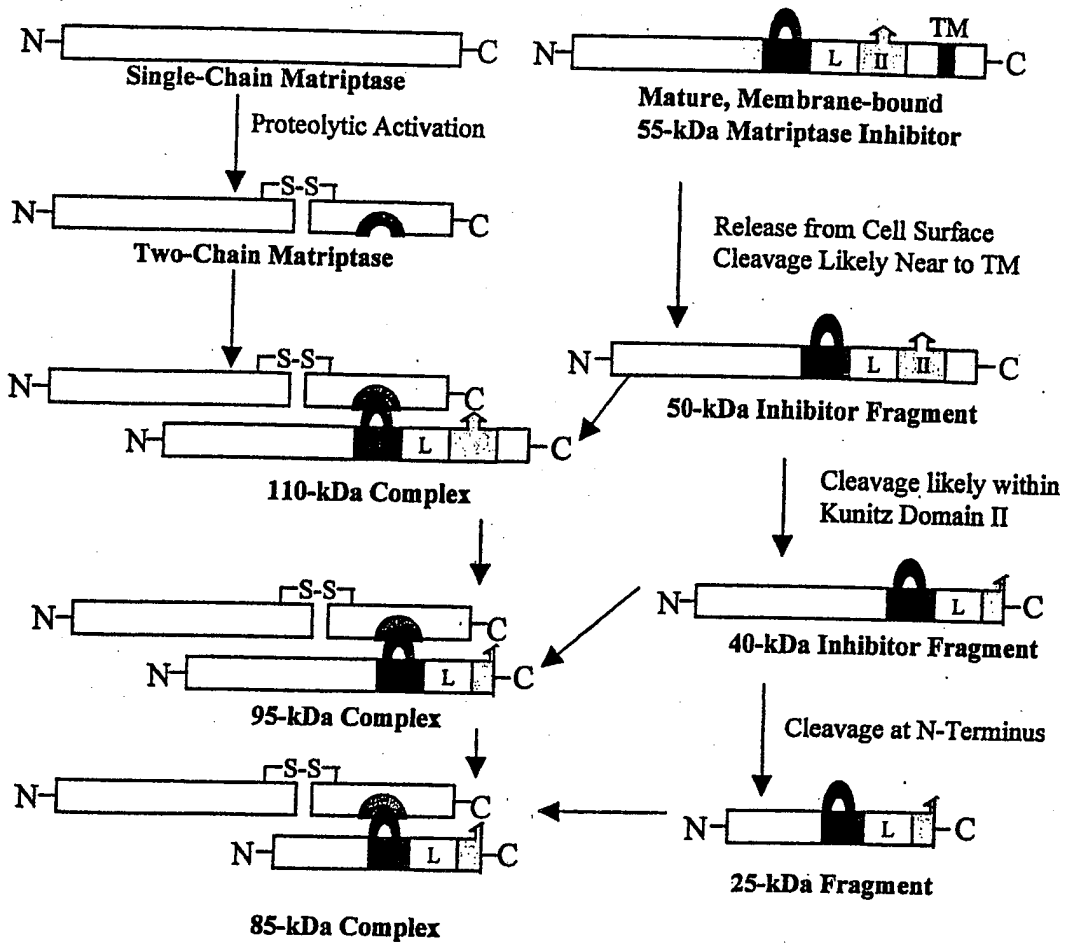 N
C
Single-Chain Matriptase
Proteolytic Activation
N
S-S
C
Two-Chain Matriptase
N
S-S
C
N
L
C
110-kDa Complex
N
S-S
C
N
L
C
95-kDa Complex
N
S-S
C
N
L
C
85-kDa Complex
TM
N
L
II
C
Mature, Membrane-bound
55-kDa Matriptase Inhibitor
Release from Cell Surface
Cleavage Likely Near to TM
N
L
II
C
50-kDa Inhibitor Fragment
Cleavage likely within
Kunitz Domain II
N
L
C
40-kDa Inhibitor Fragment
Cleavage at N-Terminus
N
L
C
25-kDa Fragment